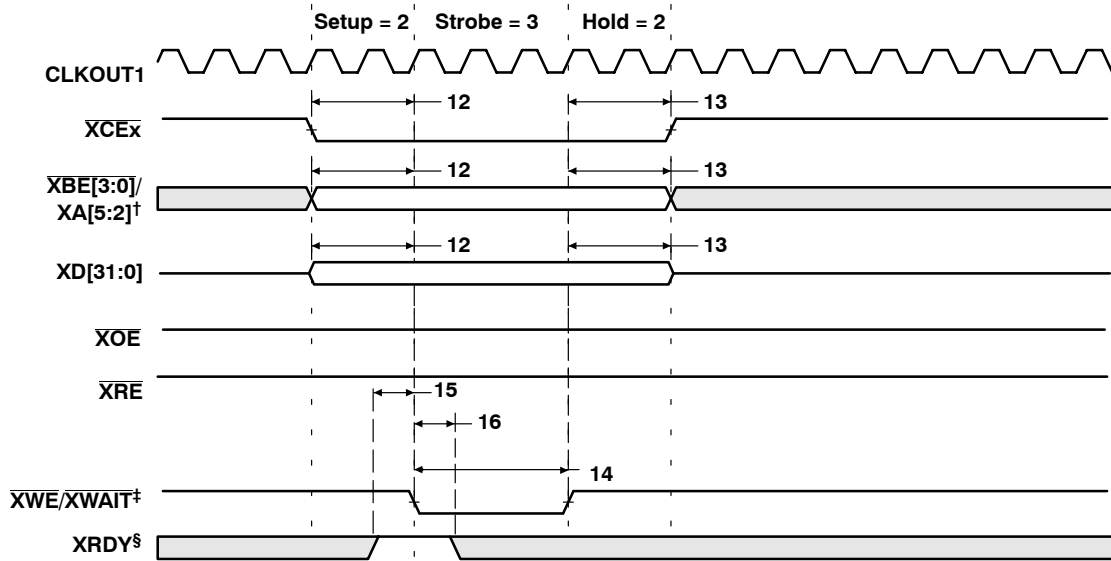 Setup = 2 Strobe = 3 Hold = 2
CLKOUT1
12 13
XCEx
12 13
XBE[3:0]/
XA[5:2]†
12 13
XD[31:0]
XOE
XRE
15
16
14
XWE/XWAIT‡
XRDY§